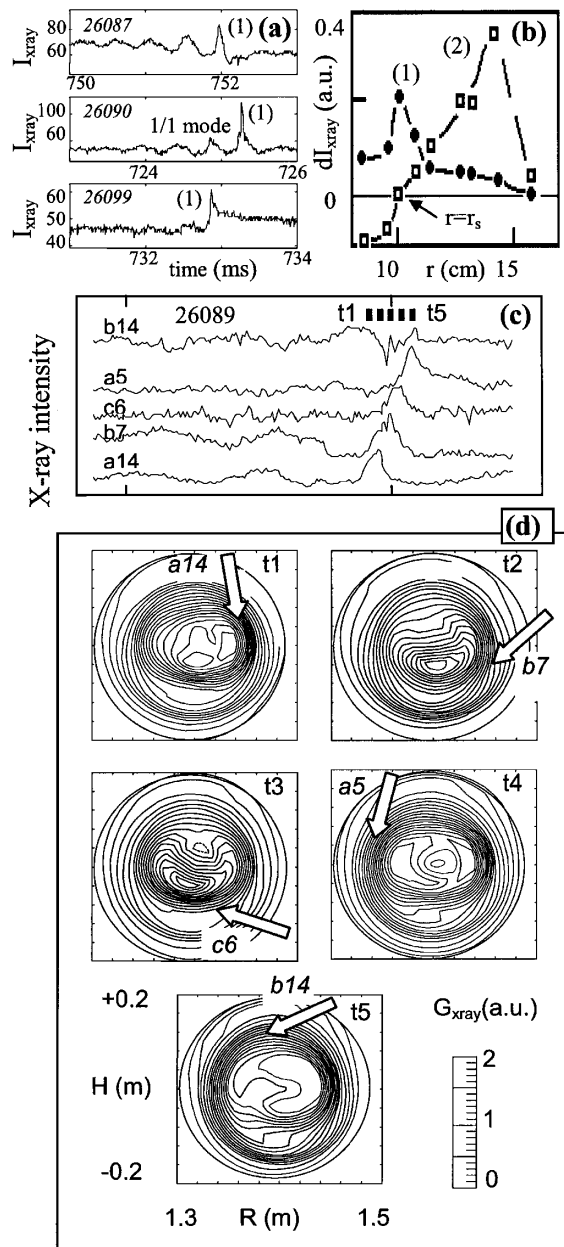 26087
(1)
(a)
80
60
I_xray
750
752
26090
1/1 mode
(1)
100
60
I_xray
724
726
26099
(1)
60
50
40
I_xray
732
734
time (ms)
0.4
(b)
(1)
(2)
dI_xray (a.u.)
0
r=r_s
10
r (cm)
15
26089
t1
t5
(c)
b14
a5
c6
b7
a14
X-ray intensity
(d)
a14
t1
t2
b7
t3
c6
a5
t4
+0.2
b14
t5
H (m)
-0.2
1.3
R (m)
1.5
G_xray(a.u.)
2
1
0